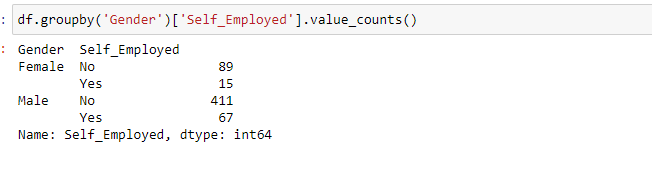 : df.groupby('Gender')['Self_Employed'].value_counts()
: Gender  Self_Employed
Female  No               89
        Yes              15
Male    No              411
        Yes              67
Name: Self_Employed, dtype: int64